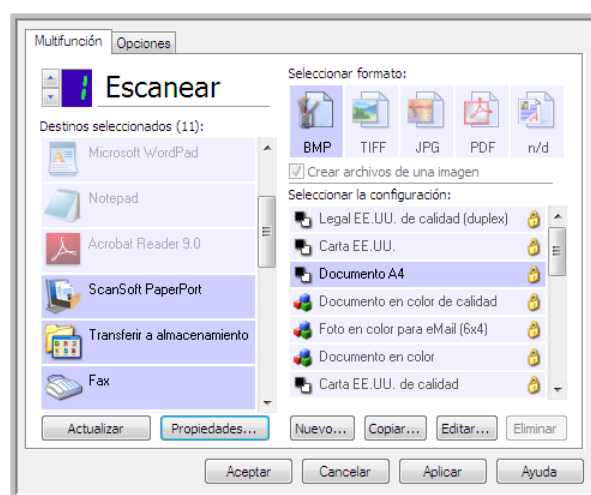 Multifunción
Opciones
1
Escanear
Destinos seleccionados (11):
Microsoft WordPad
Notepad
Acrobat Reader 9.0
ScanSoft PaperPort
Transferir a almacenamiento
Fax
Actualizar
Propiedades...
Seleccionar formato:
BMP TIFF JPG PDF n/d
Crear archivos de una imagen
Seleccionar la configuración:
Legal EE.UU. de calidad (duplex)
Carta EE.UU.
Documento A4
Documento en color de calidad
Foto en color para eMail (6x4)
Documento en color
Carta EE.UU. de calidad
Nuevo... Copiar... Editar... Eliminar
Aceptar Cancelar Aplicar Ayuda